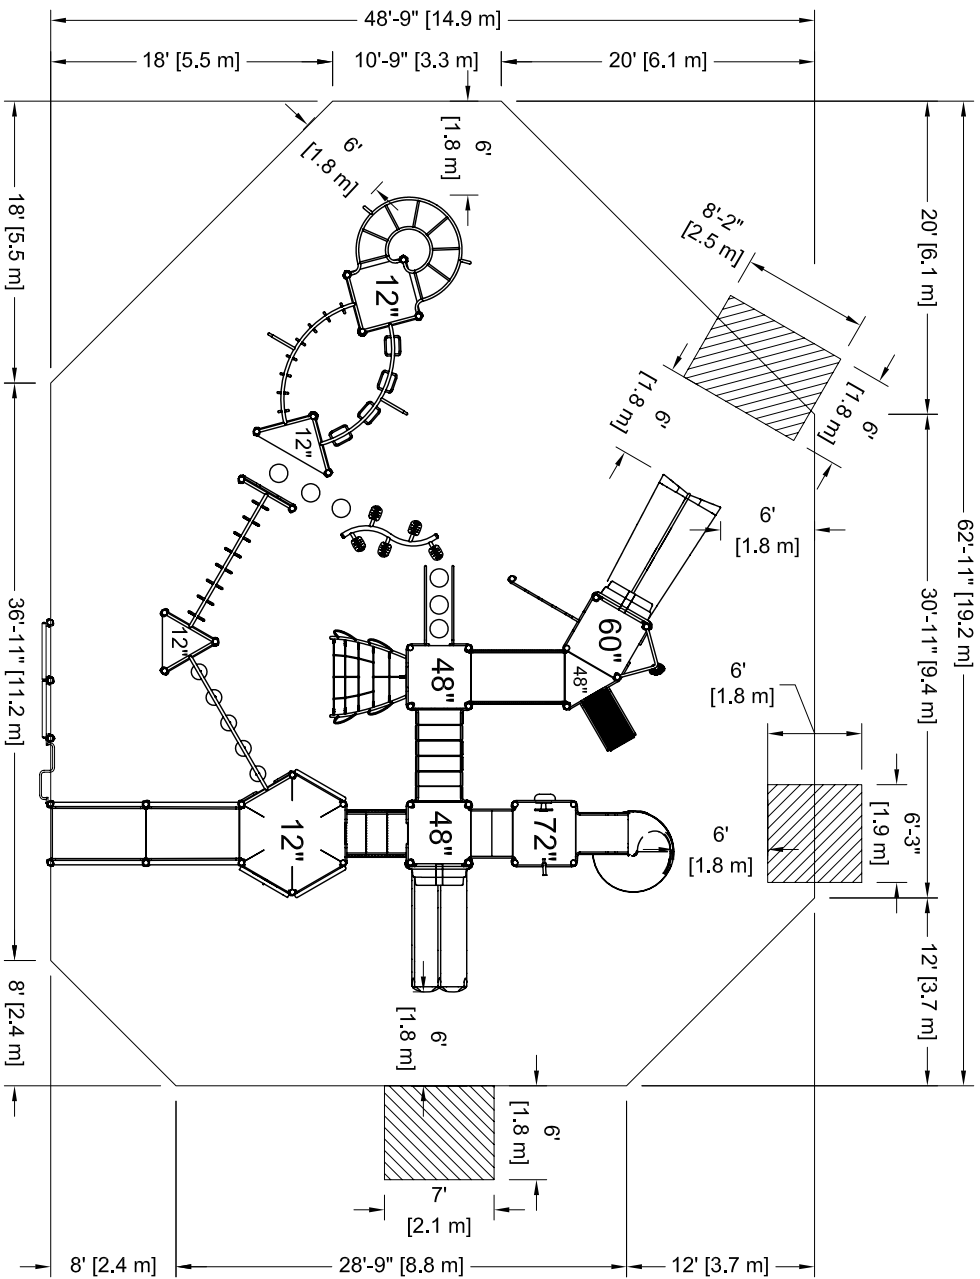 48'-9" [14.9 m]
18' [5.5 m]
10'-9" [3.3 m]
20' [6.1 m]
6'
[1.8 m]
6'
[1.8 m]
18' [5.5 m]
8'-2"
[2.5 m]
20' [6.1 m]
12"
6'
[1.8 m]
6'
[1.8 m]
12"
6'
[1.8 m]
62'-11" [19.2 m]
36'-11" [11.2 m]
30'-11" [9.4 m]
12"
60"
48"
48"
6'
[1.8 m]
12"
48"
72"
6'
[1.8 m]
6'-3"
[1.9 m]
8' [2.4 m]
12' [3.7 m]
6'
[1.8 m]
6'
[1.8 m]
7'
[2.1 m]
8' [2.4 m]
28'-9" [8.8 m]
12' [3.7 m]